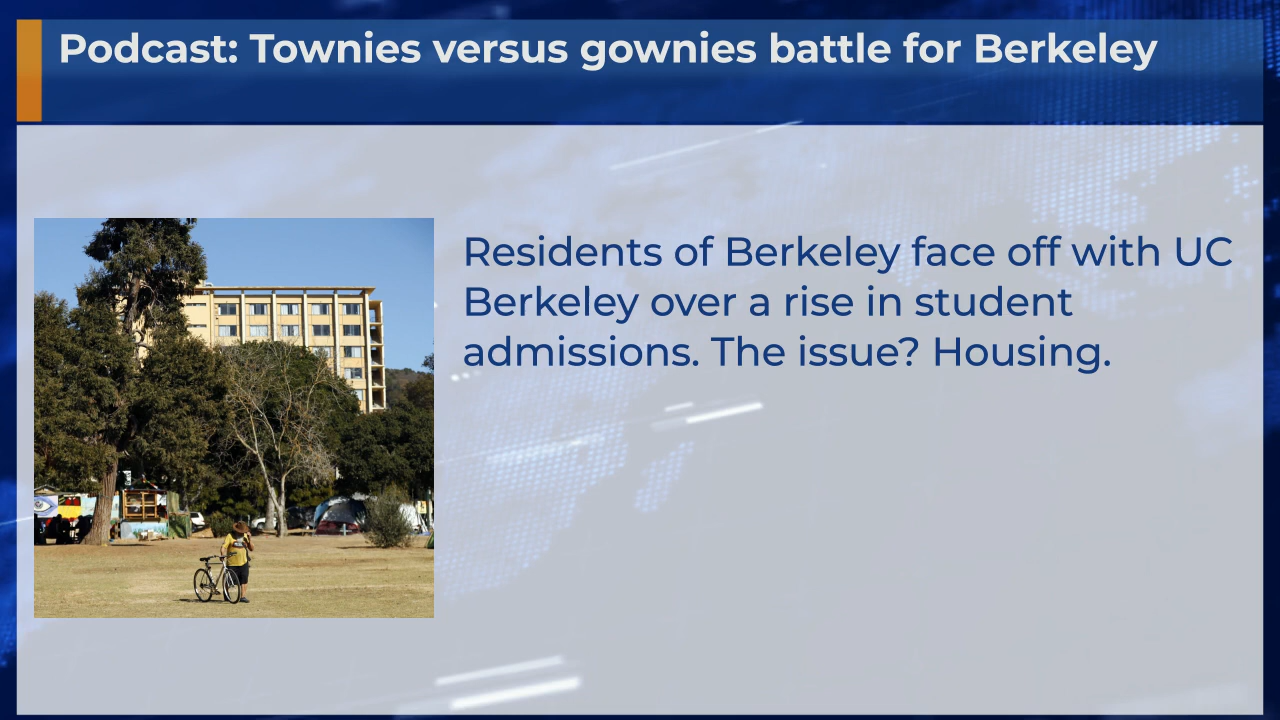 Podcast: Townies versus gownies battle for Berkeley
Residents of Berkeley face off with UC
Berkeley over a rise in student
admissions. The issue? Housing.